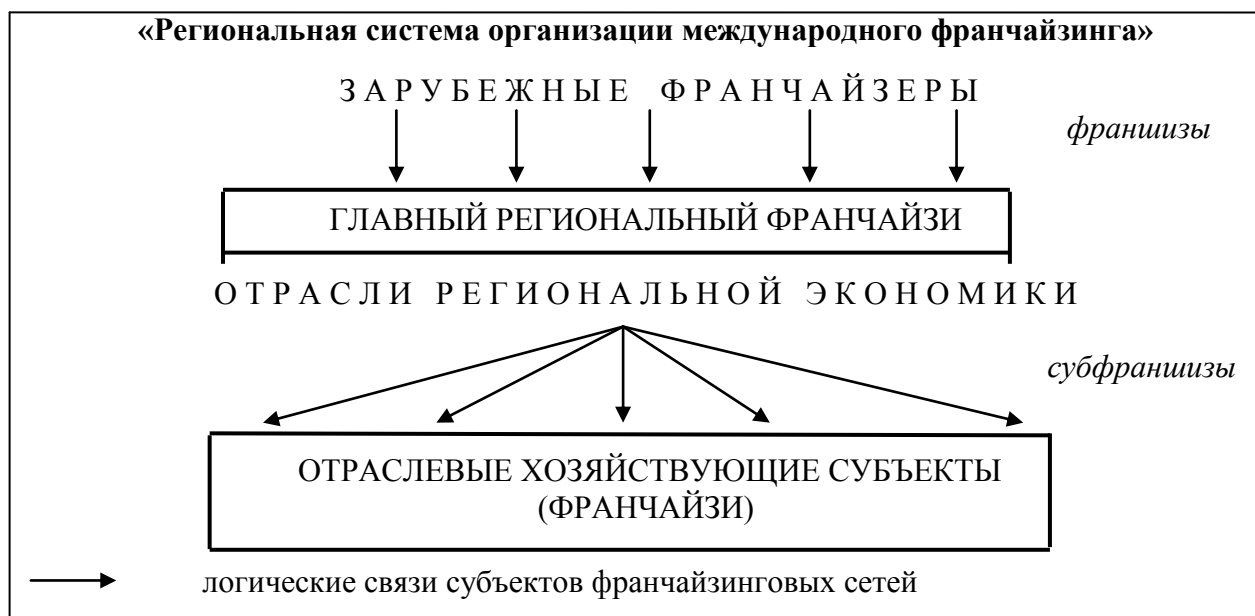 «Региональная система организации международного франчайзинга»
З А Р У Б Е Ж Н Ы Е Ф Р А Н Ч А Й З Е Р Ы
франшизы
ГЛАВНЫЙ РЕГИОНАЛЬНЫЙ ФРАНЧАЙЗИ
О Т Р А С Л И Р Е Г И О Н А Л Ь Н О Й Э К О Н О М И К И
субфраншизы
ОТРАСЛЕВЫЕ ХОЗЯЙСТВУЮЩИЕ СУБЪЕКТЫ
(ФРАНЧАЙЗИ)
логические связи субъектов франчайзинговых сетей